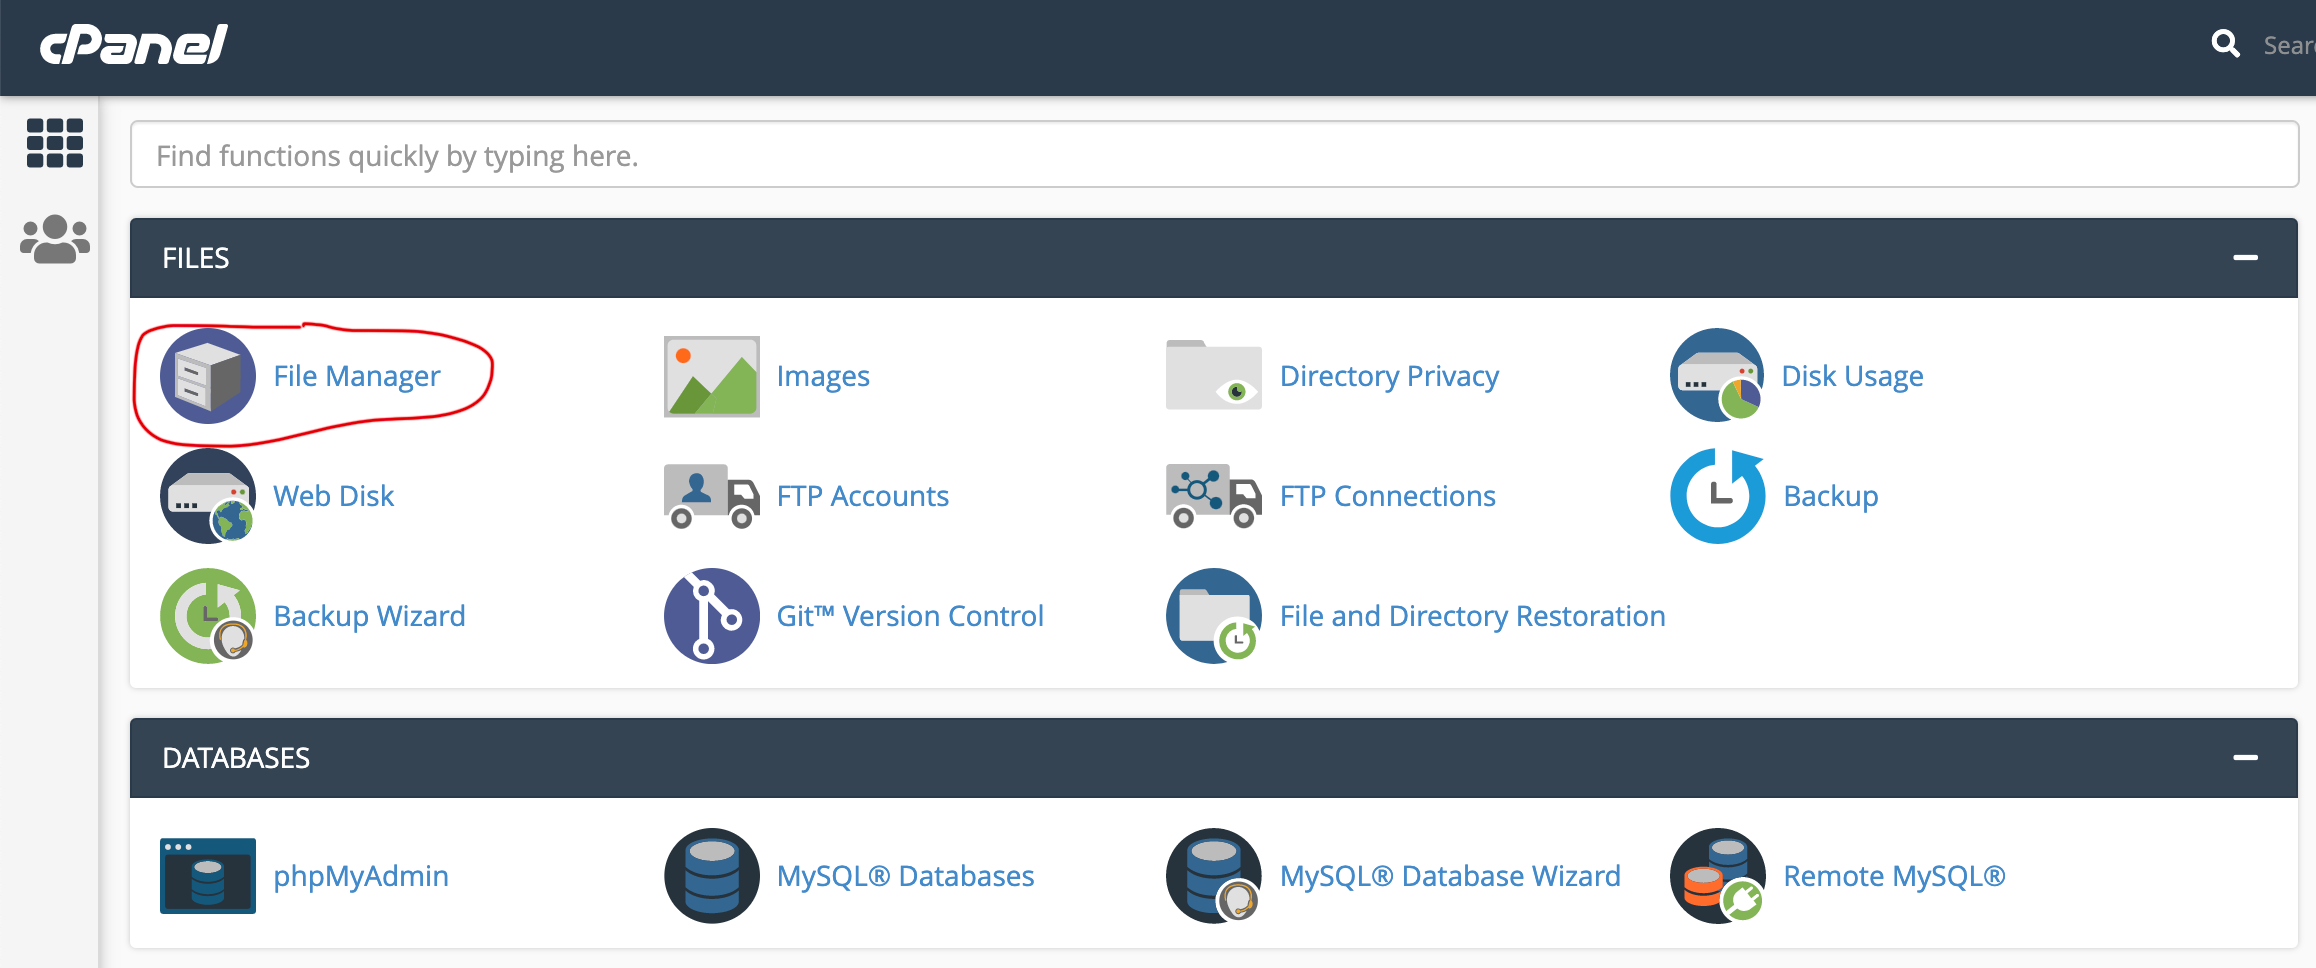 cPanel
Sear
Find functions quickly by typing here.
FILES
File Manager
Images
Directory Privacy
Disk Usage
Web Disk
FTP Accounts
FTP Connections
Backup
Backup Wizard
Git™ Version Control
File and Directory Restoration
DATABASES
phpMyAdmin
MySQL® Databases
MySQL® Database Wizard
Remote MySQL®